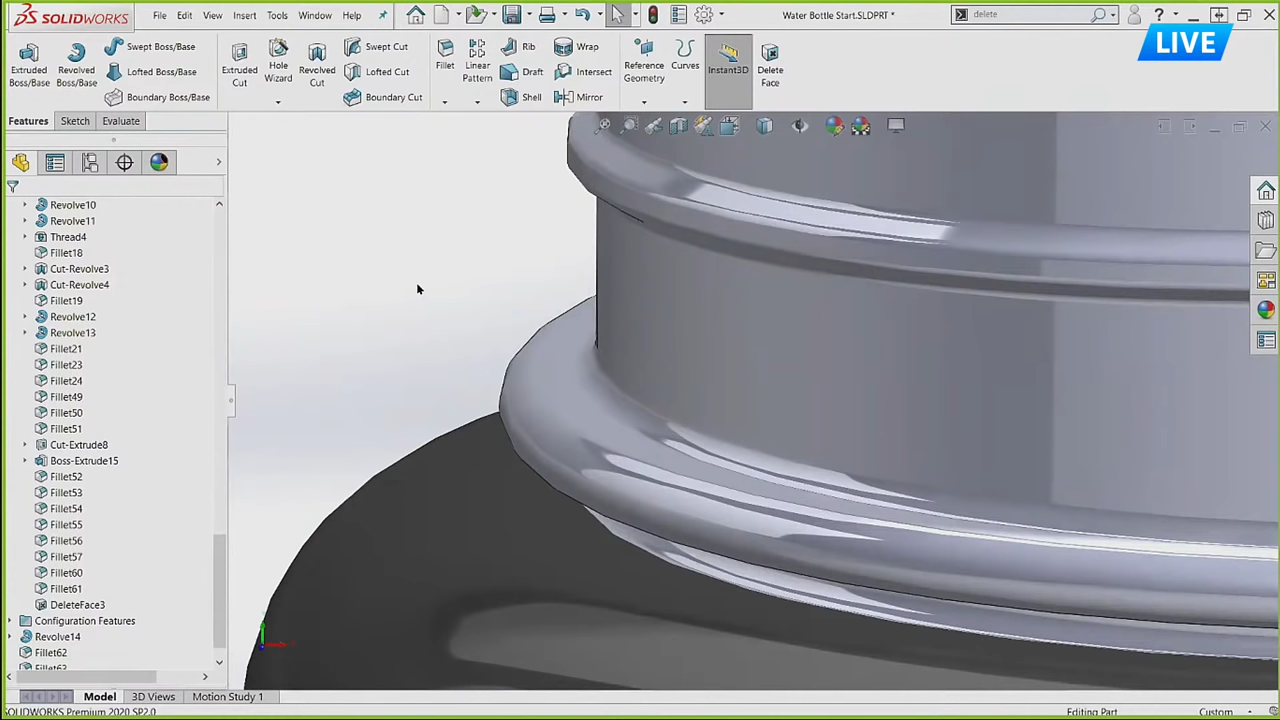 SOLIDWORKS
File
Edit
View
Insert
Tools
Window
Help
Water Bottle Start.SLDPRT *
delete
?
LIVE
Extruded Boss/Base
Revolved Boss/Base
Swept Boss/Base
Lofted Boss/Base
Boundary Boss/Base
Extruded Cut
Hole Wizard
Revolved Cut
Swept Cut
Lofted Cut
Boundary Cut
Fillet
Linear Pattern
Rib
Draft
Shell
Wrap
Intersect
Mirror
Reference Geometry
Curves
Instant3D
Delete Face
Features
Sketch
Evaluate
Revolve10
Revolve11
Thread4
Fillet18
Cut-Revolve3
Cut-Revolve4
Fillet19
Revolve12
Revolve13
Fillet21
Fillet23
Fillet24
Fillet49
Fillet50
Fillet51
Cut-Extrude8
Boss-Extrude15
Fillet52
Fillet53
Fillet54
Fillet55
Fillet56
Fillet57
Fillet60
Fillet61
DeleteFace3
Configuration Features
Revolve14
Fillet62
Fillet63
Model
3D Views
Motion Study 1
SOLIDWORKS Premium 2020 SP2.0
Editing Part
Custom